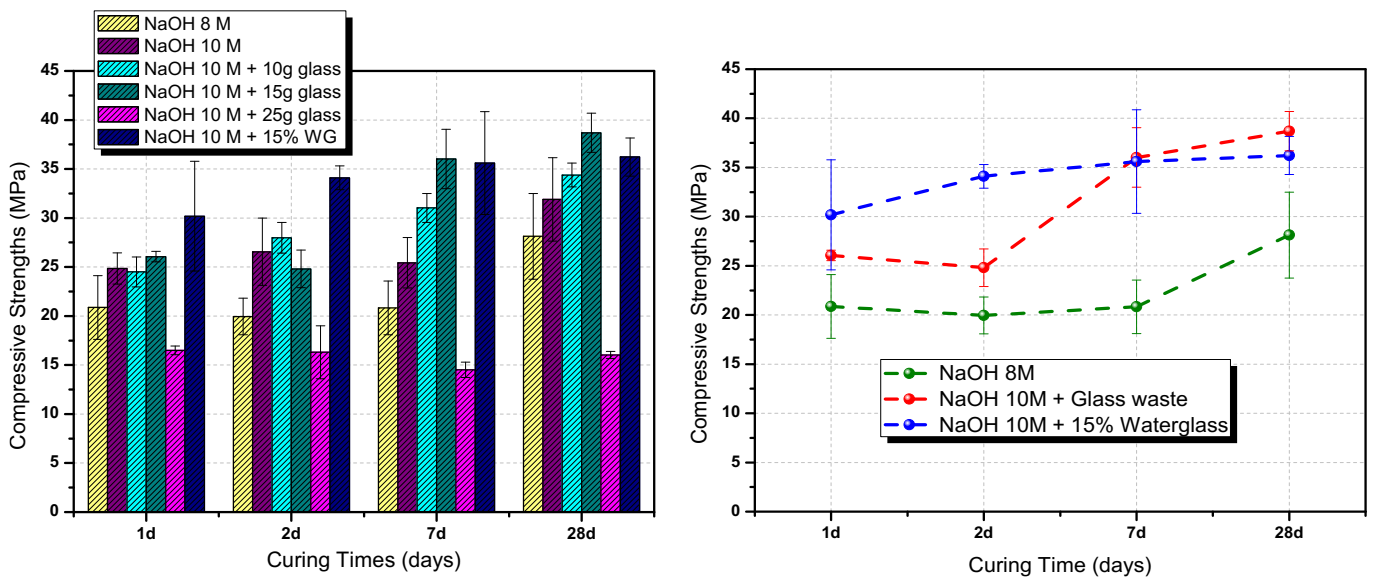 NaOH 8 M
NaOH 10 M
NaOH 10 M + 10g glass
NaOH 10 M + 15g glass
NaOH 10 M + 25g glass
NaOH 10 M + 15% WG
Compressive Strengths (MPa)
45
40
35
30
25
20
15
10
5
0
1d
2d
7d
28d
Curing Times (days)
Compressive Strengths (MPa)
45
40
35
30
25
20
15
10
5
0
NaOH 8M
NaOH 10M + Glass waste
NaOH 10M + 15% Waterglass
1d
2d
7d
28d
Curing Time (days)